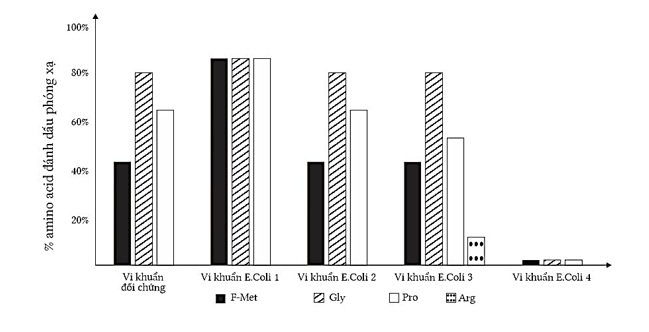 % amino acid đánh dấu phóng xạ
100%
80%
60%
40%
20%
Vi khuẩn
đối chứng
Vi khuẩn E.Coli 1
Vi khuẩn E.Coli 2
Vi khuẩn E.Coli 3
Vi khuẩn E.Coli 4
F-Met
Gly
Pro
Arg